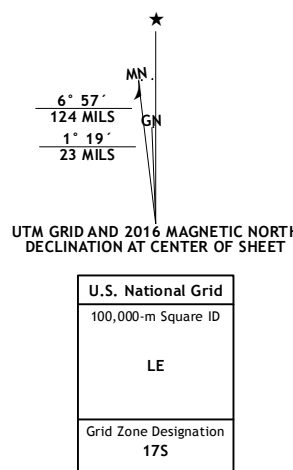 ★
MN
6° 57´
124 MILS
GN
1° 19´
23 MILS
UTM GRID AND 2016 MAGNETIC NORTH
DECLINATION AT CENTER OF SHEET
U.S. National Grid
100,000-m Square ID
LE
Grid Zone Designation
17S